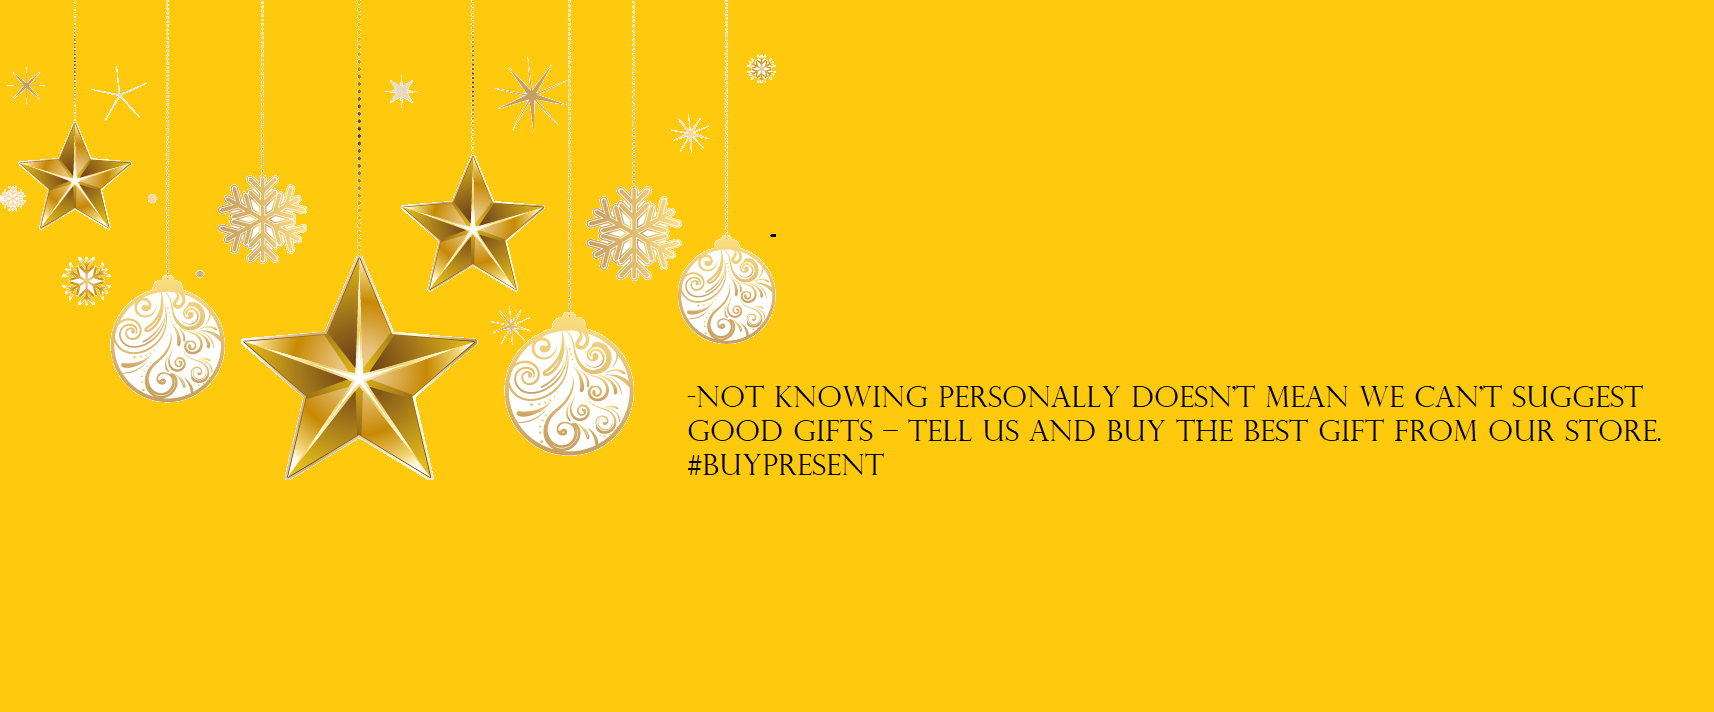 -NOT KNOWING PERSONALLY DOESN'T MEAN WE CAN'T SUGGEST
GOOD GIFTS – TELL US AND BUY THE BEST GIFT FROM OUR STORE.
#BUYPRESENT